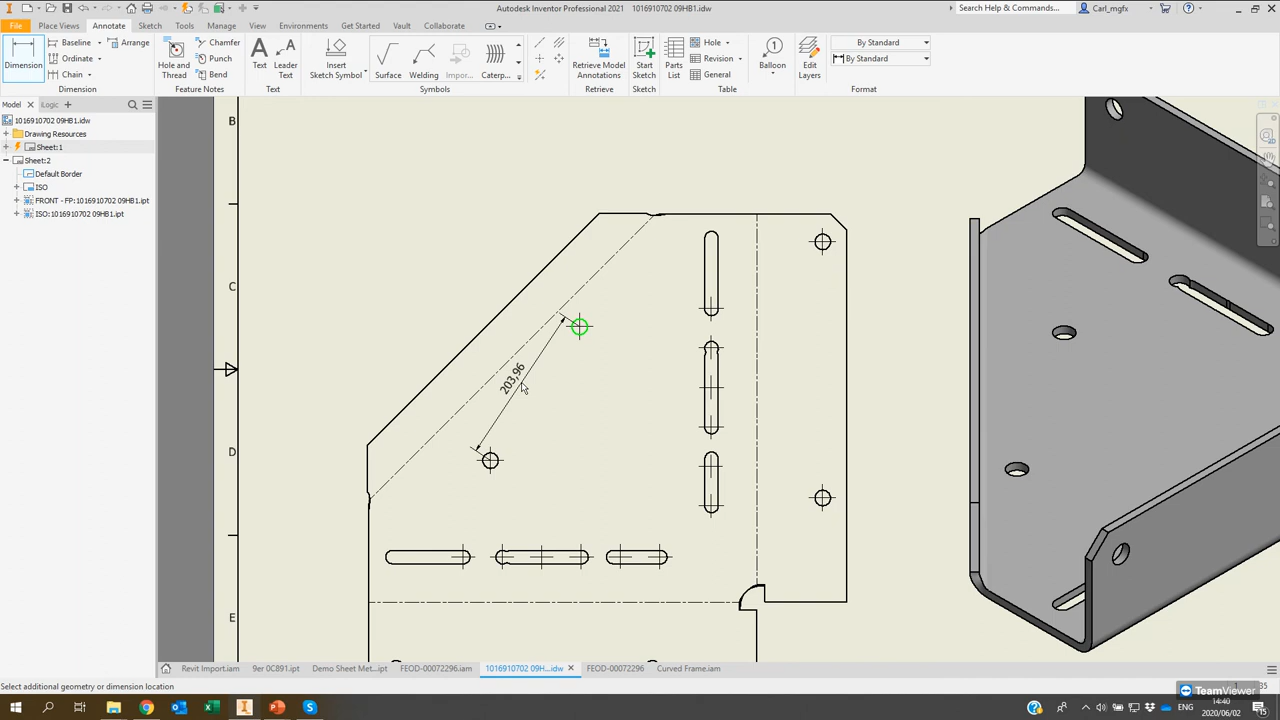 Autodesk Inventor Professional 2021 1016910702 09HB1.idw
Search Help & Commands...
Carl_mgfx
File Place Views Annotate Sketch Tools Manage View Environments Get Started Vault Collaborate
Dimension
Baseline
Ordinate
Chain
Arrange
Dimension
Hole and Thread
Chamfer
Punch
Bend
Feature Notes
Text
Leader Text
Text
Insert Sketch Symbol
Surface
Welding
Impor...
Caterp...
Symbols
Retrieve Model Annotations
Retrieve
Start Sketch
Sketch
Parts List
Hole
Revision
General
Table
Balloon
Edit Layers
By Standard
By Standard
Format
Model
iLogic
1016910702 09HB1.idw
Drawing Resources
Sheet:1
Sheet:2
Default Border
ISO
FRONT - FP:1016910702 09HB1.ipt
ISO:1016910702 09HB1.ipt
B
C
D
E
203,96
Revit Import.iam 9er 0C891.ipt Demo Sheet Met...ipt FEOD-00072296.iam 1016910702 09H...idw FEOD-00072296 Curved Frame.iam
Select additional geometry or dimension location
TeamViewer
ENG
14:40
2020/06/02